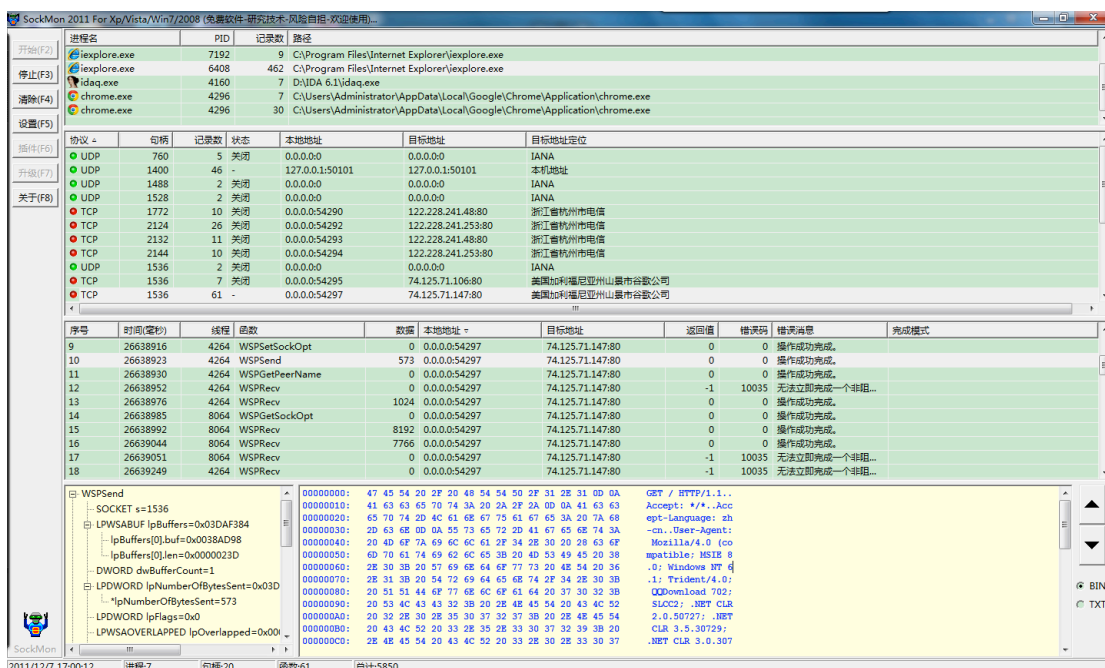 SockMon 2011 For Xp/Vista/Win7/2008 (免费软件-研究技术-风险自担-欢迎使用)...
开始(F2)
停止(F3)
清除(F4)
设置(F5)
插件(F6)
升级(F7)
关于(F8)
进程名 PID 记录数 路径
iexplore.exe 7192 9 C:\Program Files\Internet Explorer\iexplore.exe
iexplore.exe 6408 462 C:\Program Files\Internet Explorer\iexplore.exe
idaq.exe 4160 7 D:\IDA 6.1\idaq.exe
chrome.exe 4296 7 C:\Users\Administrator\AppData\Local\Google\Chrome\Application\chrome.exe
chrome.exe 4296 30 C:\Users\Administrator\AppData\Local\Google\Chrome\Application\chrome.exe
协议 句柄 记录数 状态 本地地址 目标地址 目标地址定位
UDP 760 5 关闭 0.0.0.0:0 0.0.0.0:0 IANA
UDP 1400 46 - 127.0.0.1:50101 127.0.0.1:50101 本机地址
UDP 1488 2 关闭 0.0.0.0:0 0.0.0.0:0 IANA
UDP 1528 2 关闭 0.0.0.0:0 0.0.0.0:0 IANA
TCP 1772 10 关闭 0.0.0.0:54290 122.228.241.48:80 浙江省杭州市电信
TCP 2124 26 关闭 0.0.0.0:54292 122.228.241.253:80 浙江省杭州市电信
TCP 2132 11 关闭 0.0.0.0:54293 122.228.241.48:80 浙江省杭州市电信
TCP 2144 10 关闭 0.0.0.0:54294 122.228.241.253:80 浙江省杭州市电信
UDP 1536 2 关闭 0.0.0.0:0 0.0.0.0:0 IANA
TCP 1536 7 关闭 0.0.0.0:54295 74.125.71.106:80 美国加利福尼亚州山景市谷歌公司
TCP 1536 61 - 0.0.0.0:54297 74.125.71.147:80 美国加利福尼亚州山景市谷歌公司
序号 时间(毫秒) 线程 函数 数据 本地地址 目标地址 返回值 错误码 错误消息 完成模式
9 26638916 4264 WSPSetSockOpt 0 0.0.0.0:54297 74.125.71.147:80 0 0 操作成功完成。
10 26638923 4264 WSPSend 573 0.0.0.0:54297 74.125.71.147:80 0 0 操作成功完成。
11 26638930 4264 WSPGetPeerName 0 0.0.0.0:54297 74.125.71.147:80 0 0 操作成功完成。
12 26638952 4264 WSPRecv 0 0.0.0.0:54297 74.125.71.147:80 -1 10035 无法立即完成一个非阻...
13 26638976 4264 WSPRecv 1024 0.0.0.0:54297 74.125.71.147:80 0 0 操作成功完成。
14 26638985 8064 WSPGetSockOpt 0 0.0.0.0:54297 74.125.71.147:80 0 0 操作成功完成。
15 26638992 8064 WSPRecv 8192 0.0.0.0:54297 74.125.71.147:80 0 0 操作成功完成。
16 26639044 8064 WSPRecv 7766 0.0.0.0:54297 74.125.71.147:80 0 0 操作成功完成。
17 26639051 8064 WSPRecv 0 0.0.0.0:54297 74.125.71.147:80 -1 10035 无法立即完成一个非阻...
18 26639249 4264 WSPRecv 0 0.0.0.0:54297 74.125.71.147:80 -1 10035 无法立即完成一个非阻...
WSPSend
SOCKET s=1536
LPWSABUF lpBuffers=0x03DAF384
lpBuffers[0].buf=0x0038AD98
lpBuffers[0].len=0x0000023D
DWORD dwBufferCount=1
LPDWORD lpNumberOfBytesSent=0x03D
*lpNumberOfBytesSent=573
LPDWORD lpFlags=0x0
LPWSAOVERLAPPED lpOverlapped=0x00
00000000: 47 45 54 20 2F 20 48 54 54 50 2F 31 2E 31 0D 0A GET / HTTP/1.1..
00000010: 41 63 63 65 70 74 3A 20 2A 2F 2A 0D 0A 41 63 63 Accept: */*..Acc
00000020: 65 70 74 2D 4C 61 6E 67 75 61 67 65 3A 20 7A 68 ept-Language: zh
00000030: 2D 63 6E 0D 0A 55 73 65 72 2D 41 67 65 6E 74 3A -cn..User-Agent:
00000040: 20 4D 6F 7A 69 6C 6C 61 2F 34 2E 30 20 28 63 6F Mozilla/4.0 (co
00000050: 6D 70 61 74 69 62 6C 65 3B 20 4D 53 49 45 20 38 mpatible; MSIE 8
00000060: 2E 30 3B 20 57 69 6E 64 6F 77 73 20 4E 54 20 36 .0; Windows NT 6
00000070: 2E 31 3B 20 54 72 69 64 65 6E 74 2F 34 2E 30 3B .1; Trident/4.0;
00000080: 20 51 51 44 6F 77 6E 6C 6F 61 64 20 37 30 32 3B QQDownload 702;
00000090: 20 53 4C 43 43 32 3B 20 2E 4E 45 54 20 43 4C 52 SLCC2; .NET CLR
000000A0: 20 32 2E 30 2E 35 30 37 32 37 3B 20 2E 4E 45 54 2.0.50727; .NET
000000B0: 20 43 4C 52 20 33 2E 35 2E 33 30 37 32 39 3B 20 CLR 3.5.30729;
000000C0: 2E 4E 45 54 20 43 4C 52 20 33 2E 30 2E 33 30 37 .NET CLR 3.0.307
BIN
TXT
SockMon
2011/12/7 17:00:12 进程:7 句柄:20 函数:61 总计:5850